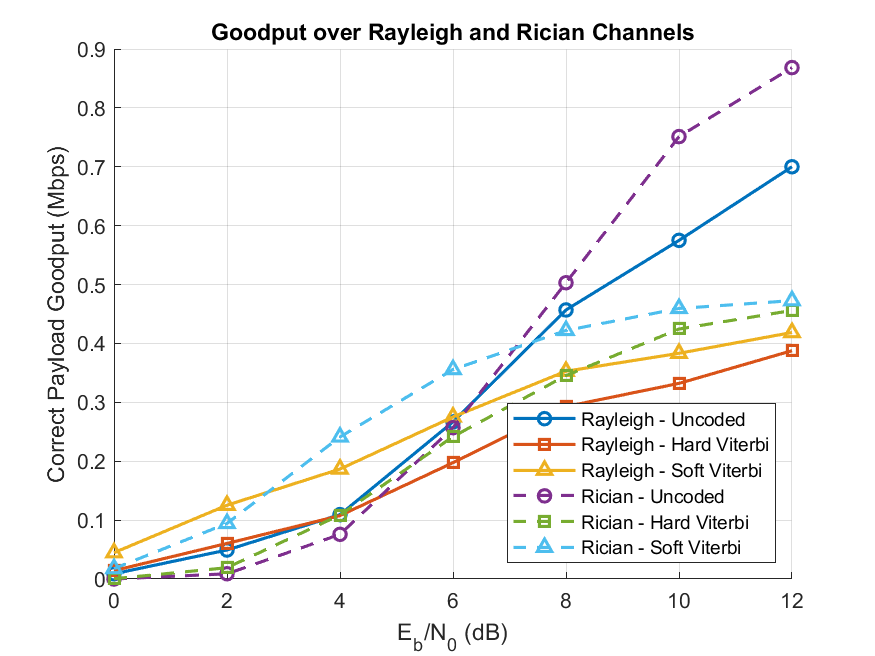 Goodput over Rayleigh and Rician Channels
Correct Payload Goodput (Mbps)
0.9
0.8
0.7
0.6
0.5
0.4
0.3
0.2
0.1
0
0 2 4 6 8 10 12
E_b/N_0 (dB)
Rayleigh - Uncoded
Rayleigh - Hard Viterbi
Rayleigh - Soft Viterbi
Rician - Uncoded
Rician - Hard Viterbi
Rician - Soft Viterbi